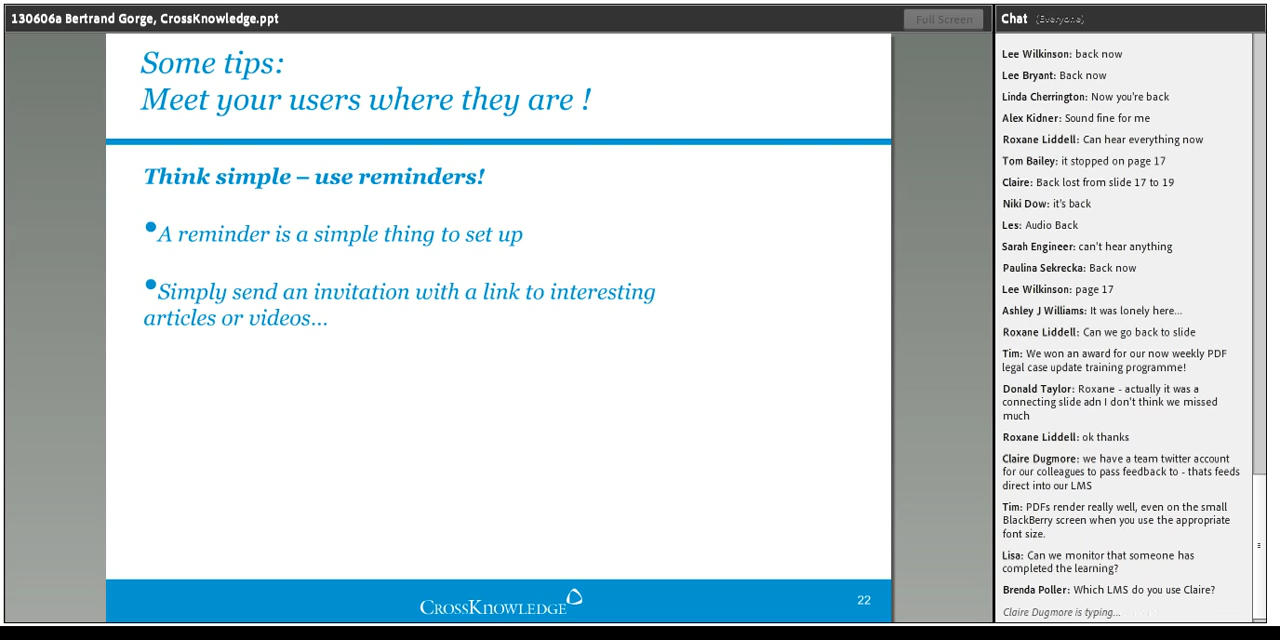 130606a Bertrand Gorge, CrossKnowledge.ppt
Full Screen
Some tips:
Meet your users where they are !
Think simple – use reminders!
•A reminder is a simple thing to set up
•Simply send an invitation with a link to interesting
articles or videos...
CROSSKNOWLEDGE
22
Chat (Everyone)
Lee Wilkinson: back now
Lee Bryant: Back now
Linda Cherrington: Now you're back
Alex Kidner: Sound fine for me
Roxane Liddell: Can hear everything now
Tom Bailey: it stopped on page 17
Claire: Back lost from slide 17 to 19
Niki Dow: it's back
Les: Audio Back
Sarah Engineer: can't hear anything
Paulina Sekrecka: Back now
Lee Wilkinson: page 17
Ashley J Williams: It was lonely here...
Roxane Liddell: Can we go back to slide
Tim: We won an award for our now weekly PDF
legal case update training programme!
Donald Taylor: Roxane - actually it was a
connecting slide adn I don't think we missed
much
Roxane Liddell: ok thanks
Claire Dugmore: we have a team twitter account
for our colleagues to pass feedback to - thats feeds
direct into our LMS
Tim: PDFs render really well, even on the small
BlackBerry screen when you use the appropriate
font size.
Lisa: Can we monitor that someone has
completed the learning?
Brenda Poller: Which LMS do you use Claire?
Claire Dugmore is typing...